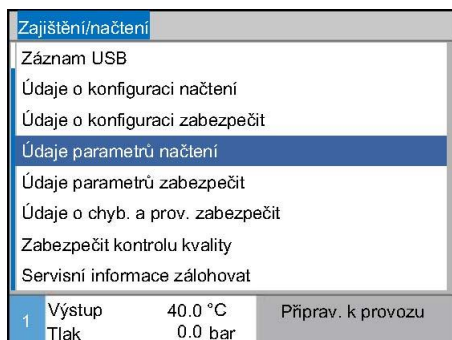 Zajištění/načtení
Záznam USB
Údaje o konfiguraci načtení
Údaje o konfiguraci zabezpečit
Údaje parametrů načtení
Údaje parametrů zabezpečit
Údaje o chyb. a prov. zabezpečit
Zabezpečit kontrolu kvality
Servisní informace zálohovat
1 Výstup 40.0 °C Připrav. k provozu
Tlak 0.0 bar